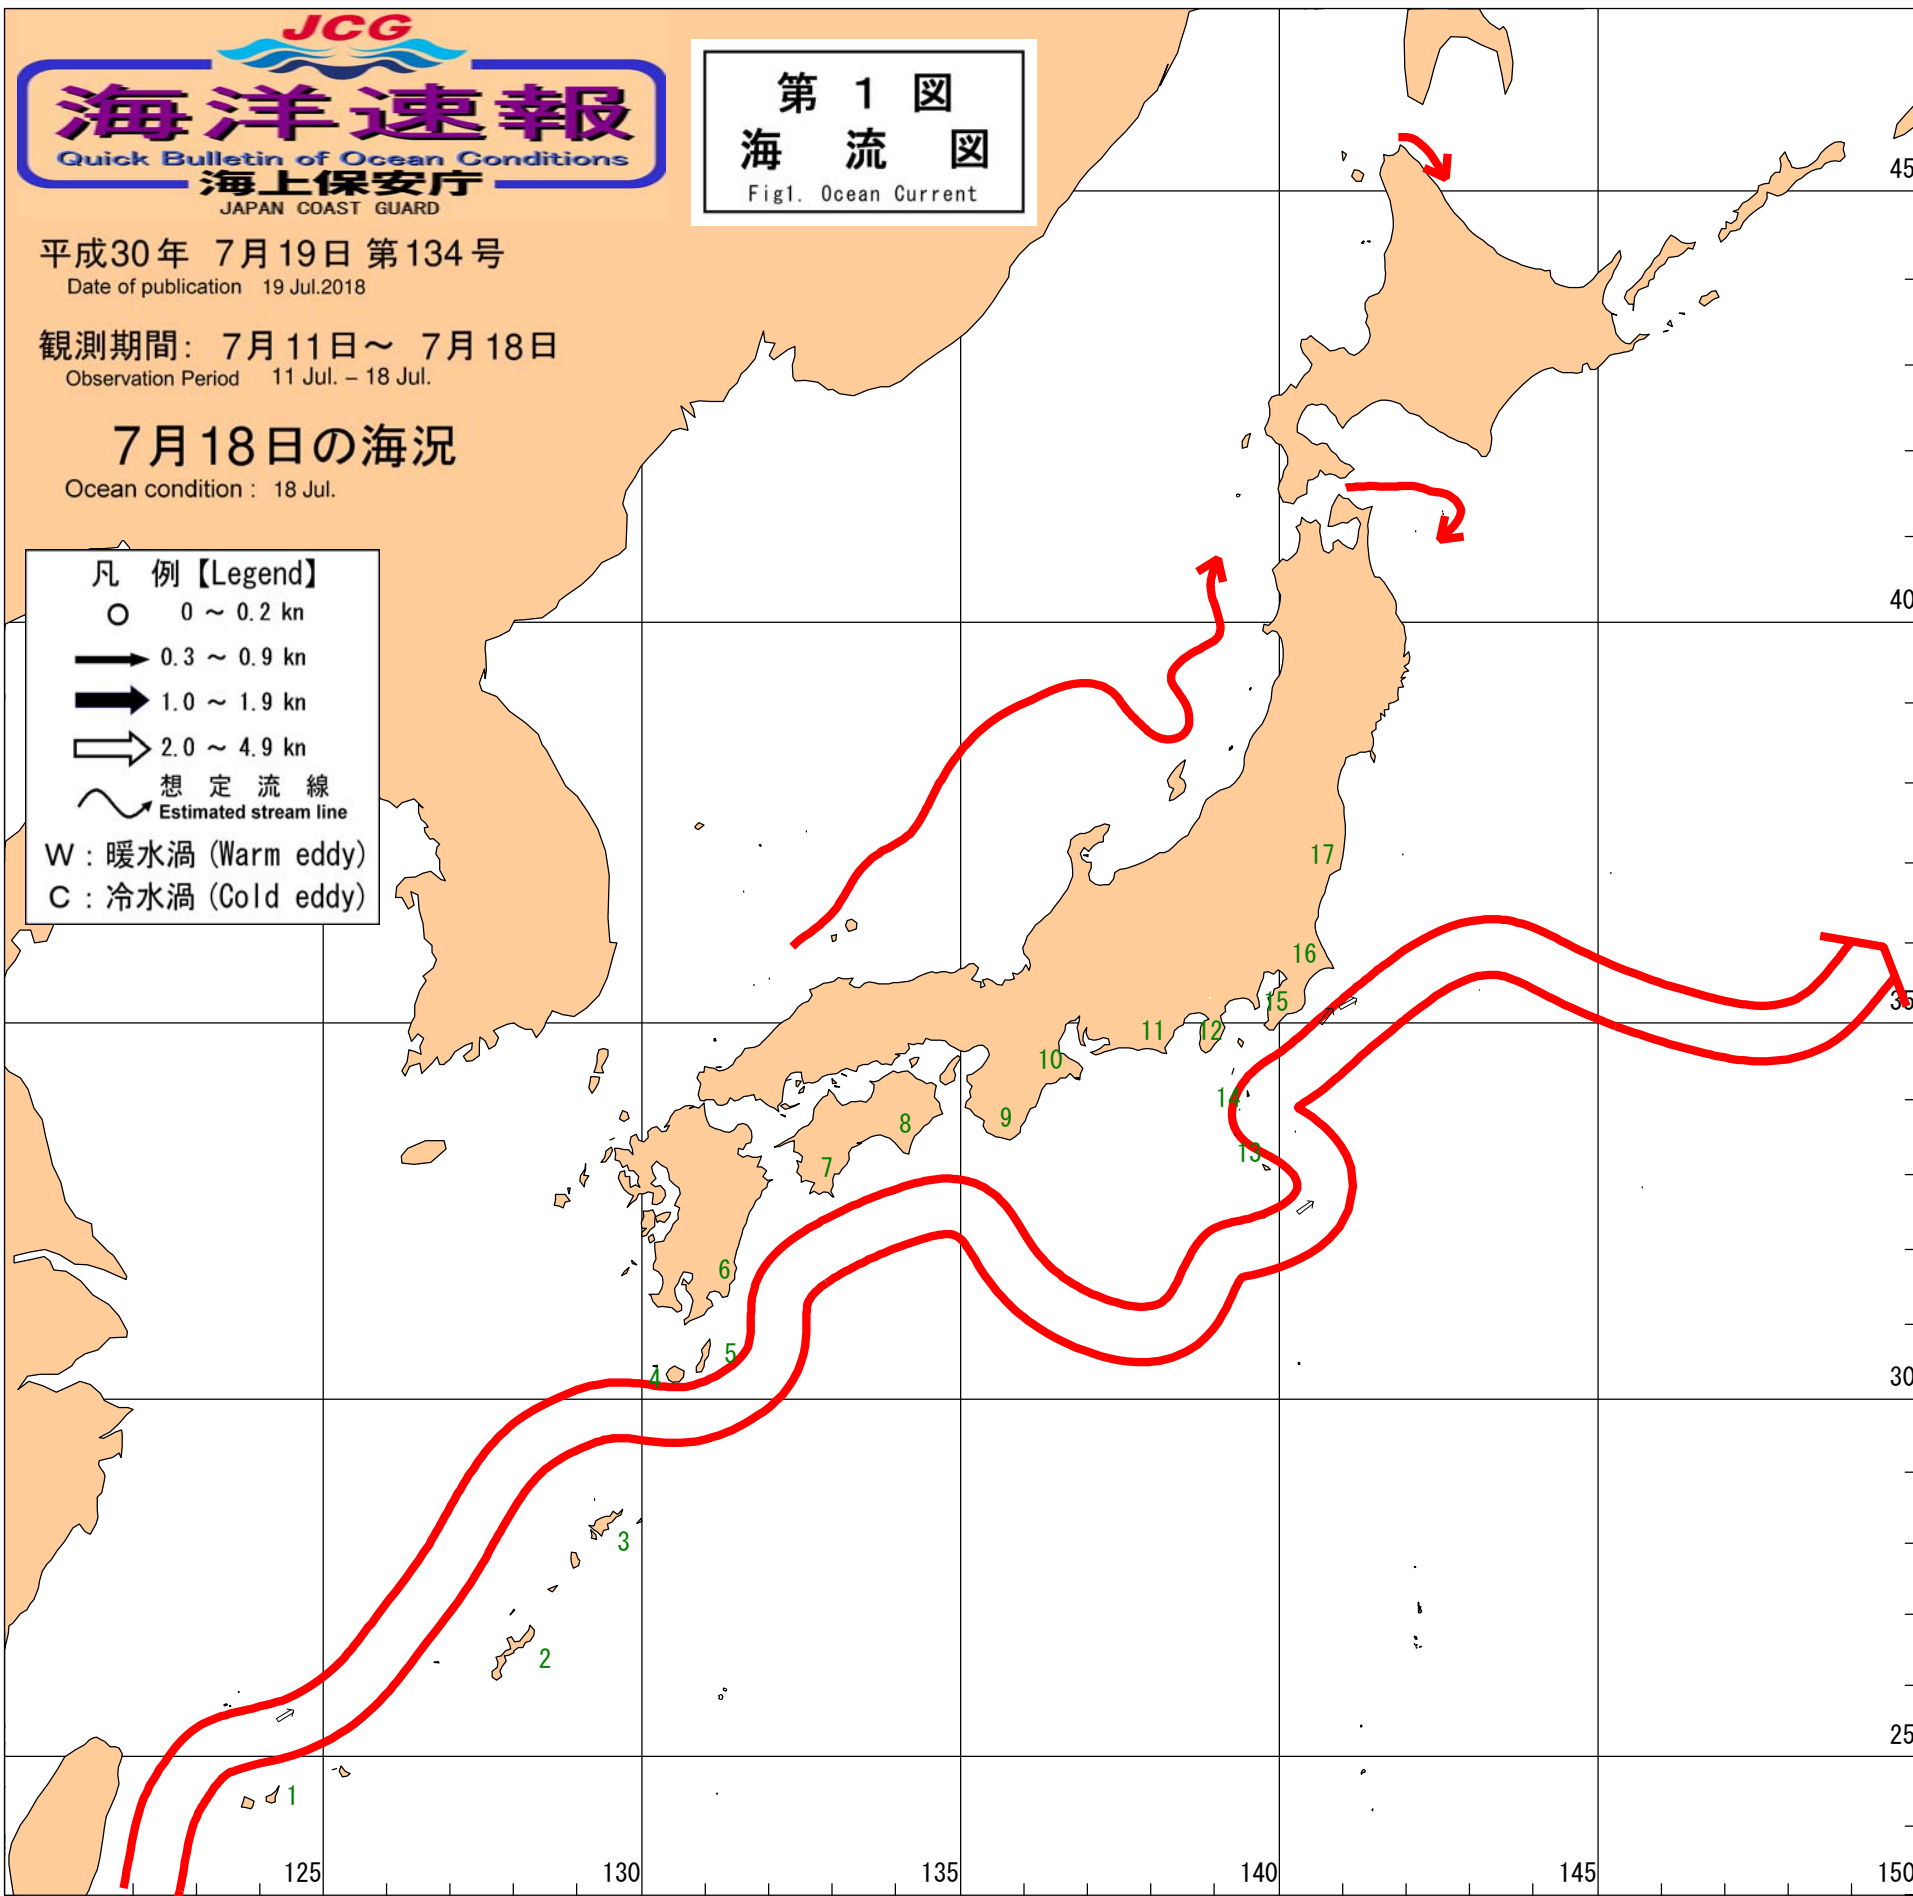 JCG
海洋速報
Quick Bulletin of Ocean Conditions
海上保安庁
JAPAN COAST GUARD
第 1 図
海 流 図
Fig1. Ocean Current
平成30年 7月19日 第134号
Date of publication 19 Jul.2018
観測期間: 7月11日～ 7月18日
Observation Period 11 Jul. – 18 Jul.
7月18日の海況
Ocean condition : 18 Jul.
凡 例【Legend】
0 ～ 0.2 kn
0.3 ～ 0.9 kn
1.0 ～ 1.9 kn
2.0 ～ 4.9 kn
想 定 流 線
Estimated stream line
W : 暖水渦 (Warm eddy)
C : 冷水渦 (Cold eddy)
45
40
17
16
35
15
12
11
10
14
9
8
13
7
6
5
4
30
3
2
25
1
125
130
135
140
145
150